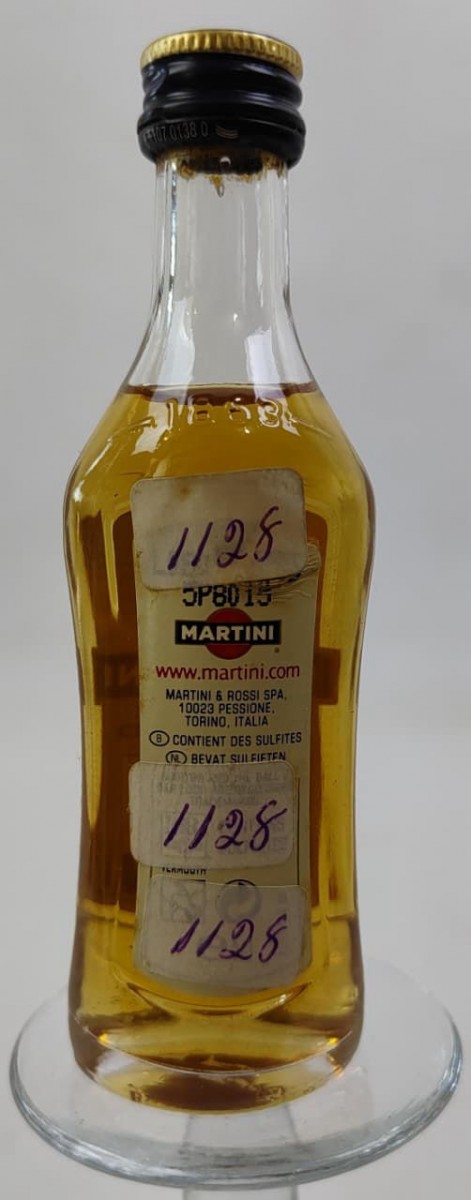 1863
1128
5P8015
MARTINI
www.martini.com
MARTINI & ROSSI SPA,
10023 PESSIONE,
TORINO, ITALIA
B CONTIENT DES SULFITES
NL BEVAT SULFIETEN
1128
VERMOUTH
1128